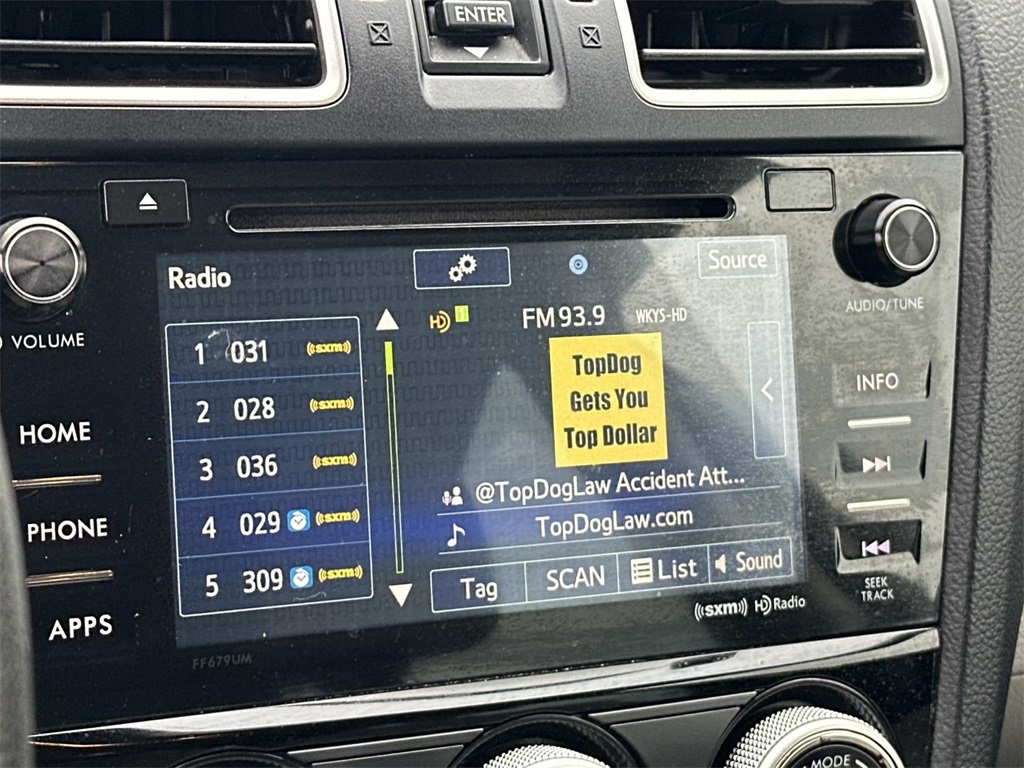 ENTER
VOLUME
HOME
PHONE
APPS
Radio
Source
1 031 ((sxm))
2 028 ((sxm))
3 036 ((sxm))
4 029 ((sxm))
5 309 ((sxm))
HD 1 FM 93.9 WKYS-HD
TopDog
Gets You
Top Dollar
@TopDogLaw Accident Att...
TopDogLaw.com
Tag SCAN List Sound
((sxm)) HD Radio
FF679UM
AUDIO/TUNE
INFO
SEEK
TRACK
MODE